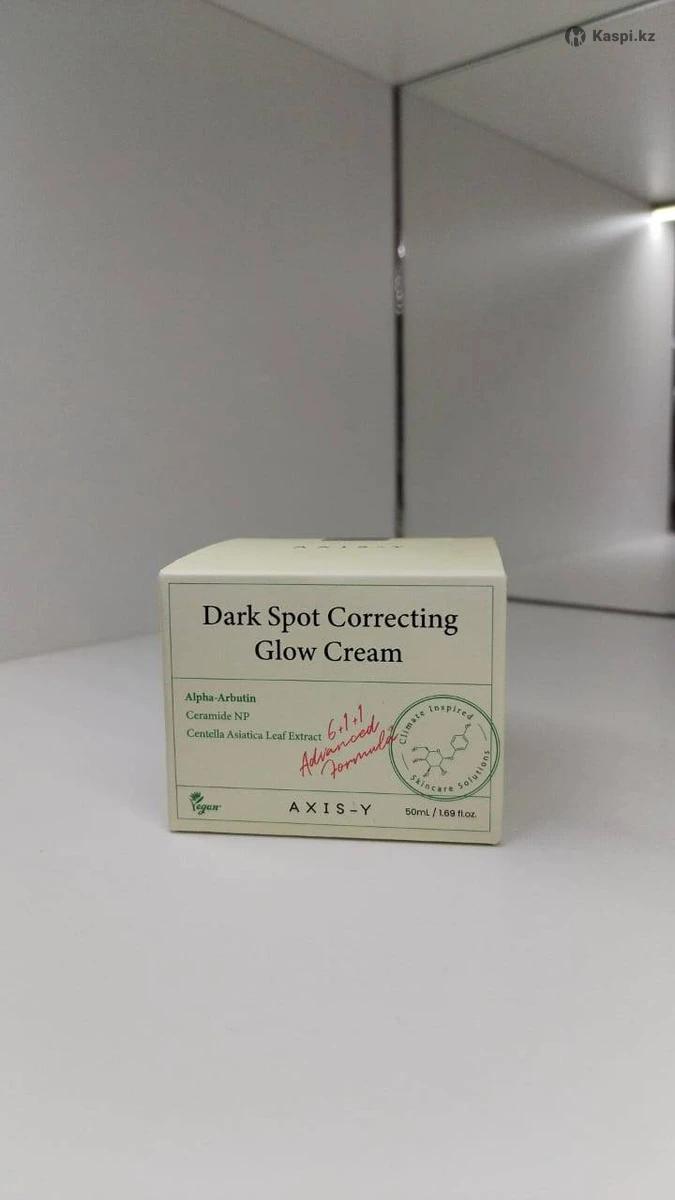 Kaspi.kz
AXIS-Y
Dark Spot Correcting
Glow Cream
Alpha-Arbutin
Ceramide NP
Centella Asiatica Leaf Extract
6+1+1
Advanced
Formula
Climate Inspired
Skincare Solutions
Vegan
AXIS-Y
50mL / 1.69 fl.oz.